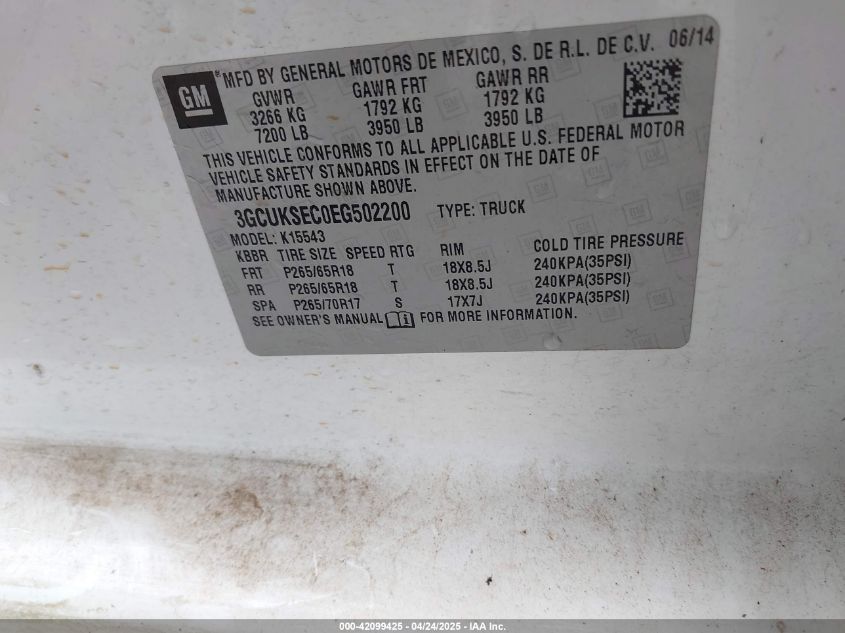 GM
® MFD BY GENERAL MOTORS DE MEXICO, S. DE R.L. DE C.V. 06/14
GVWR GAWR FRT GAWR RR
3266 KG 1792 KG 1792 KG
7200 LB 3950 LB 3950 LB
THIS VEHICLE CONFORMS TO ALL APPLICABLE U.S. FEDERAL MOTOR
VEHICLE SAFETY STANDARDS IN EFFECT ON THE DATE OF
MANUFACTURE SHOWN ABOVE.
3GCUKSEC0EG502200 TYPE: TRUCK
MODEL: K15543
KBBR TIRE SIZE SPEED RTG RIM COLD TIRE PRESSURE
FRT P265/65R18 T 18X8.5J 240KPA(35PSI)
RR P265/65R18 T 18X8.5J 240KPA(35PSI)
SPA P265/70R17 S 17X7J 240KPA(35PSI)
SEE OWNER'S MANUAL FOR MORE INFORMATION.
000-42099425 - 04/24/2025 - IAA Inc.